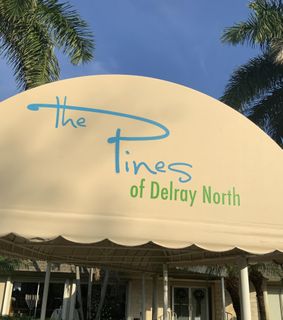 the
Pines
of Delray North